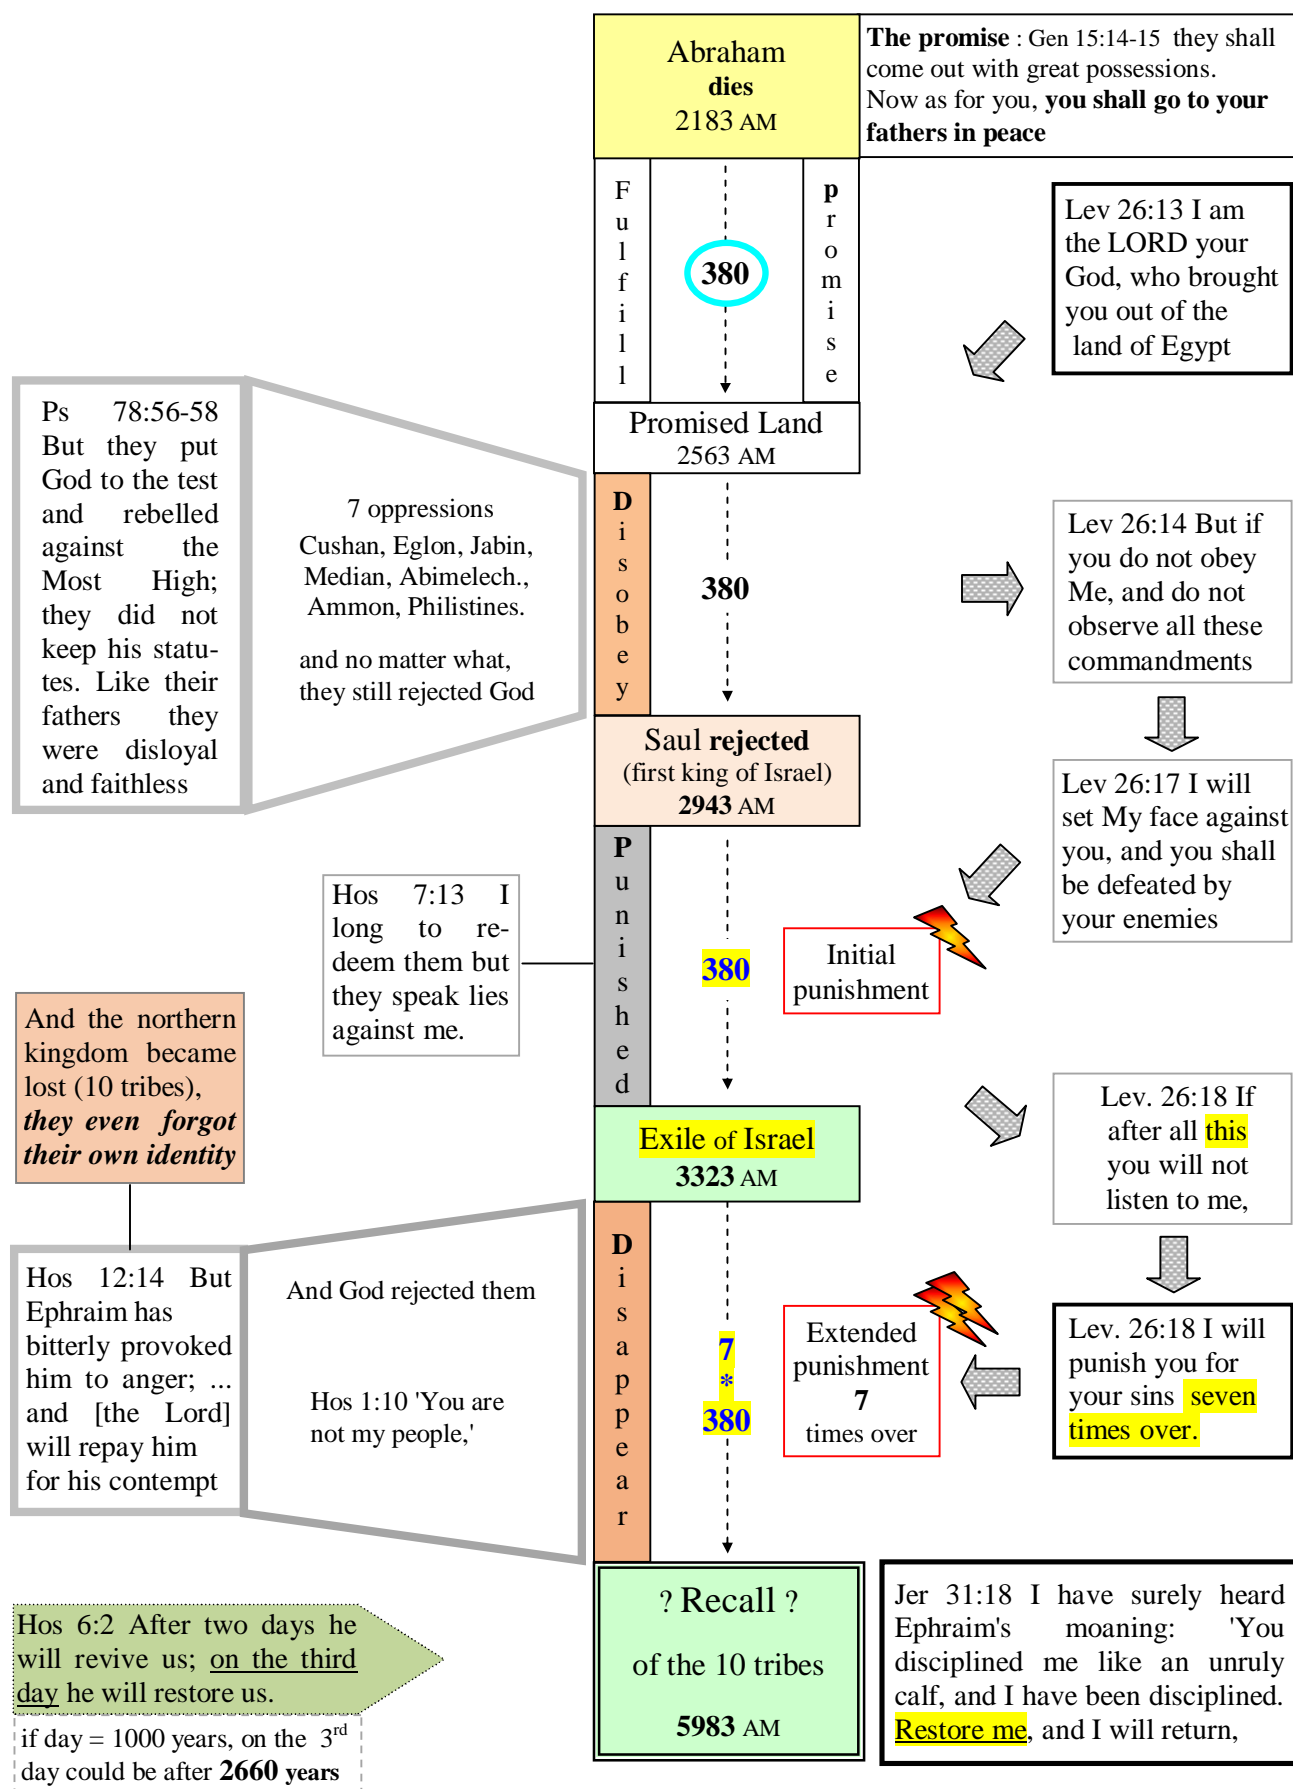 Abraham
dies
2183 AM
The promise : Gen 15:14-15 they shall
come out with great possessions.
Now as for you, you shall go to your
fathers in peace
Fulfill
380
promise
Lev 26:13 I am
the LORD your
God, who brought
you out of the
land of Egypt
Promised Land
2563 AM
Ps 78:56-58
But they put
God to the test
and rebelled
against the
Most High;
they did not
keep his statu-
tes. Like their
fathers they
were disloyal
and faithless
7 oppressions
Cushan, Eglon, Jabin,
Median, Abimelech.,
Ammon, Philistines.
and no matter what,
they still rejected God
Disobey
380
Lev 26:14 But if
you do not obey
Me, and do not
observe all these
commandments
Saul rejected
(first king of Israel)
2943 AM
Lev 26:17 I will
set My face against
you, and you shall
be defeated by
your enemies
Hos 7:13 I
long to re-
deem them but
they speak lies
against me.
Punished
380
Initial
punishment
And the northern
kingdom became
lost (10 tribes),
they even forgot
their own identity
Exile of Israel
3323 AM
Lev. 26:18 If
after all this
you will not
listen to me,
Hos 12:14 But
Ephraim has
bitterly provoked
him to anger; ...
and [the Lord]
will repay him
for his contempt
And God rejected them
Hos 1:10 'You are
not my people,'
Disappear
7
*
380
Extended
punishment
7
times over
Lev. 26:18 I will
punish you for
your sins seven
times over.
? Recall ?
of the 10 tribes
5983 AM
Jer 31:18 I have surely heard
Ephraim's moaning: 'You
disciplined me like an unruly
calf, and I have been disciplined.
Restore me, and I will return,
Hos 6:2 After two days he
will revive us; on the third
day he will restore us.
if day = 1000 years, on the 3rd
day could be after 2660 years